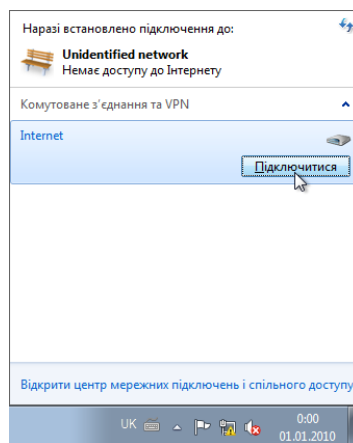 Наразі встановлено підключення до:
Unidentified network
Немає доступу до Інтернету
Комутоване з’єднання та VPN
Internet
Підключитися
Відкрити центр мережних підключень і спільного доступу
UK
0:00
01.01.2010